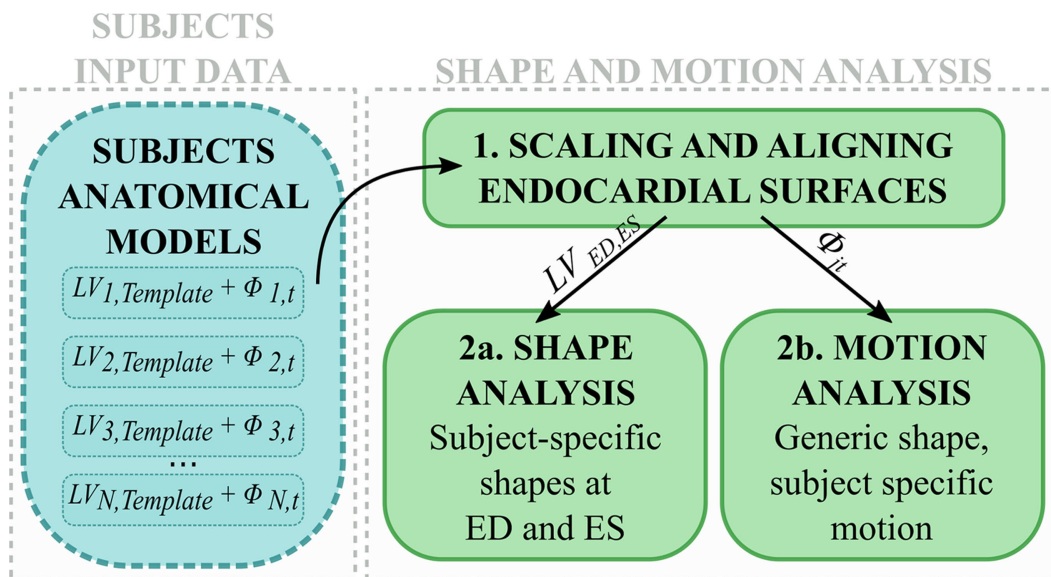 SUBJECTS
INPUT DATA
SUBJECTS
ANATOMICAL
MODELS
LV1,Template + Φ 1,t
LV2,Template + Φ 2,t
LV3,Template + Φ 3,t
...
LVN,Template + Φ N,t
SHAPE AND MOTION ANALYSIS
1. SCALING AND ALIGNING
ENDOCARDIAL SURFACES
LV ED,ES
Φjt
2a. SHAPE
ANALYSIS
Subject-specific
shapes at
ED and ES
2b. MOTION
ANALYSIS
Generic shape,
subject specific
motion